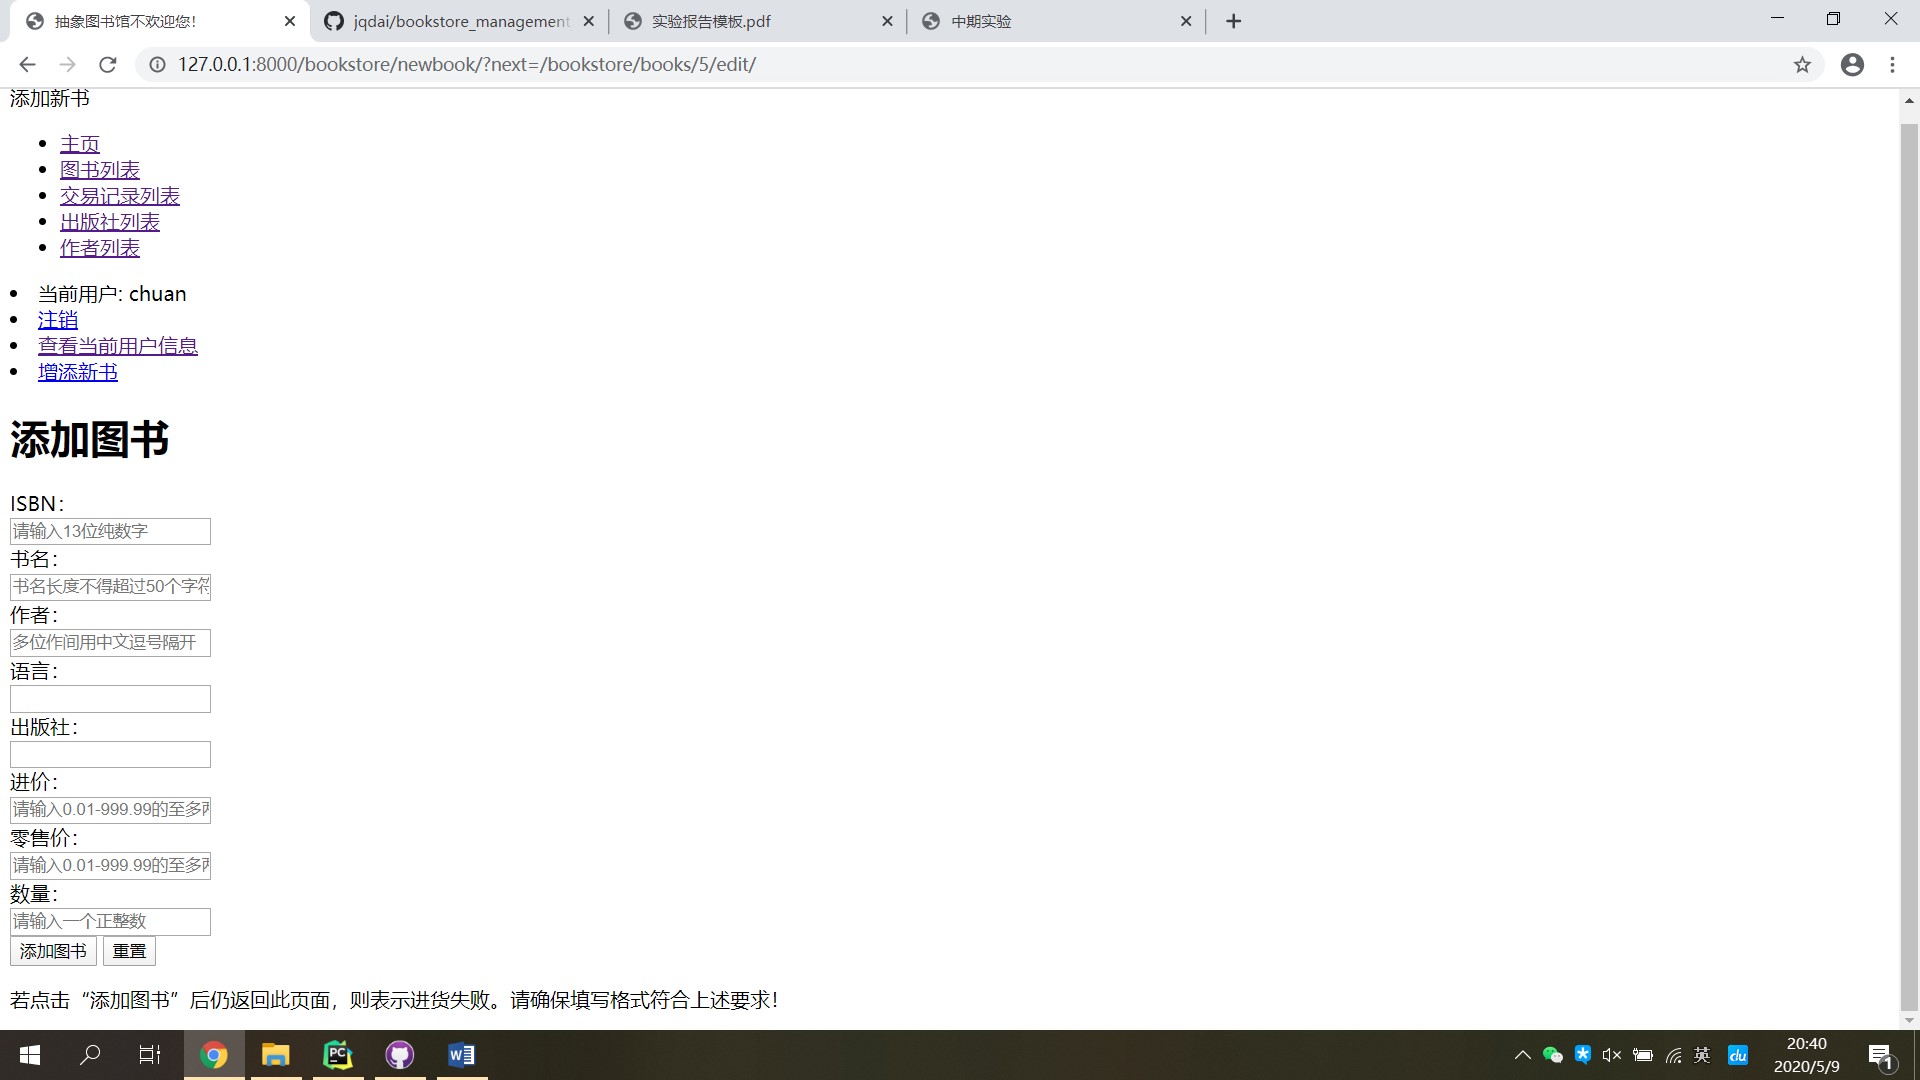 抽象图书馆不欢迎您！
jqdai/bookstore_management
实验报告模板.pdf
中期实验
127.0.0.1:8000/bookstore/newbook/?next=/bookstore/books/5/edit/
添加新书
主页
图书列表
交易记录列表
出版社列表
作者列表
当前用户: chuan
注销
查看当前用户信息
增添新书
添加图书
ISBN：
请输入13位纯数字
书名：
书名长度不得超过50个字符
作者：
多位作间用中文逗号隔开
语言：
出版社：
进价：
请输入0.01-999.99的至多
零售价：
请输入0.01-999.99的至多
数量：
请输入一个正整数
添加图书 重置
若点击“添加图书”后仍返回此页面，则表示进货失败。请确保填写格式符合上述要求！
PC
W
英
du
20:40
2020/5/9
1